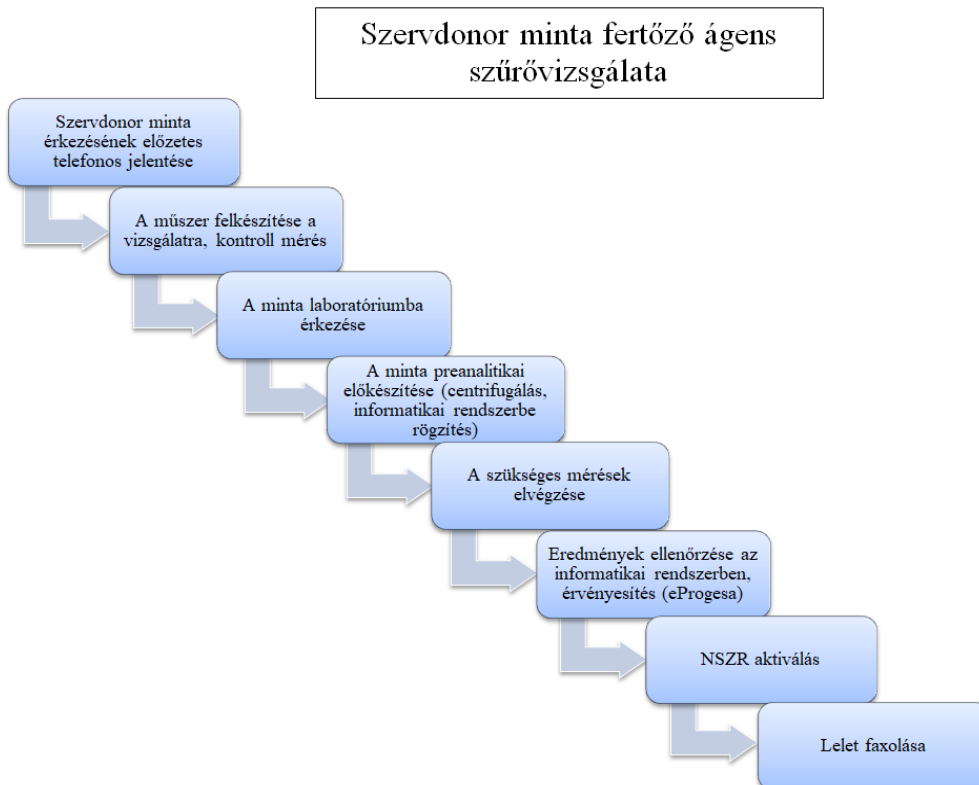 Szervdonor minta fertőző ágens
szűrővizsgálata
Szervdonor minta
érkezésének előzetes
telefonos jelentése
A műszer felkészítése a
vizsgálatra, kontroll mérés
A minta laboratóriumba
érkezése
A minta preanalitikai
előkészítése (centrifugálás,
informatikai rendszerbe
rögzítés)
A szükséges mérések
elvégzése
Eredmények ellenőrzése az
informatikai rendszerben,
érvényesítés (eProgesa)
NSZR aktiválás
Lelet faxolása